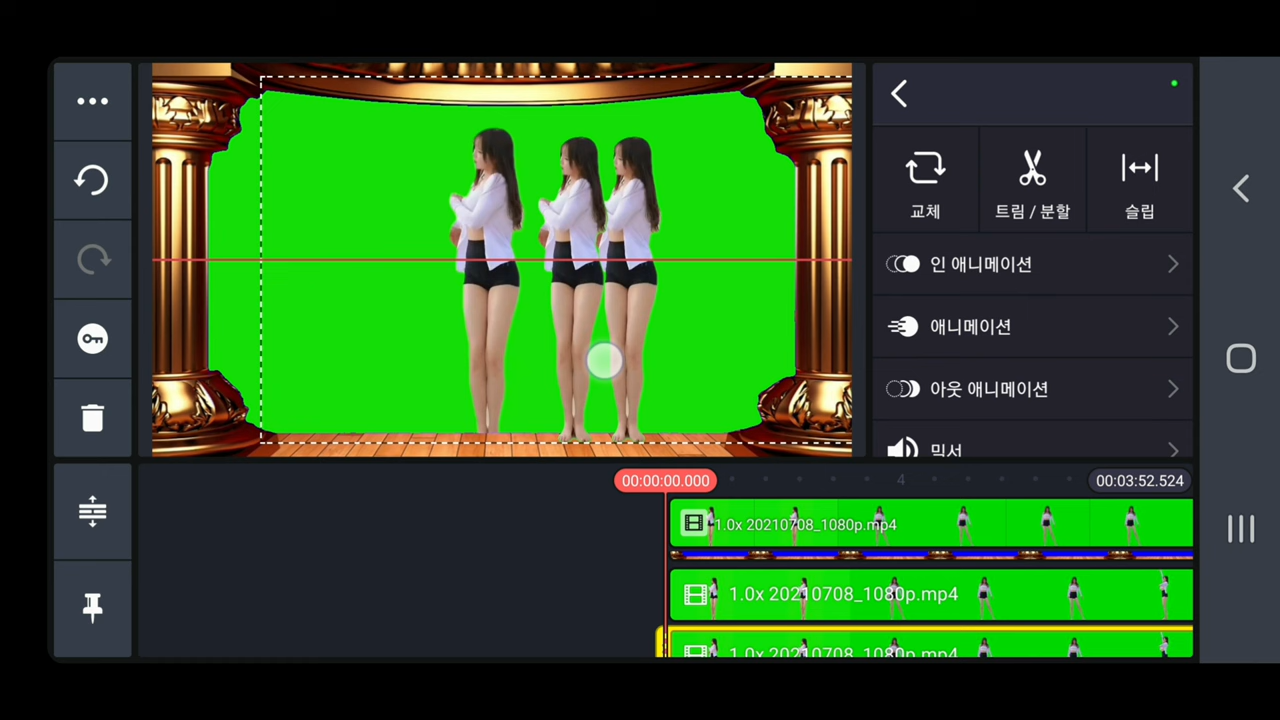 교체
트림 / 분할
슬립
인 애니메이션
애니메이션
아웃 애니메이션
믹서
00:00:00.000
4
00:03:52.524
1.0x 20210708_1080p.mp4
1.0x 20210708_1080p.mp4
1.0x 20210708_1080p.mp4